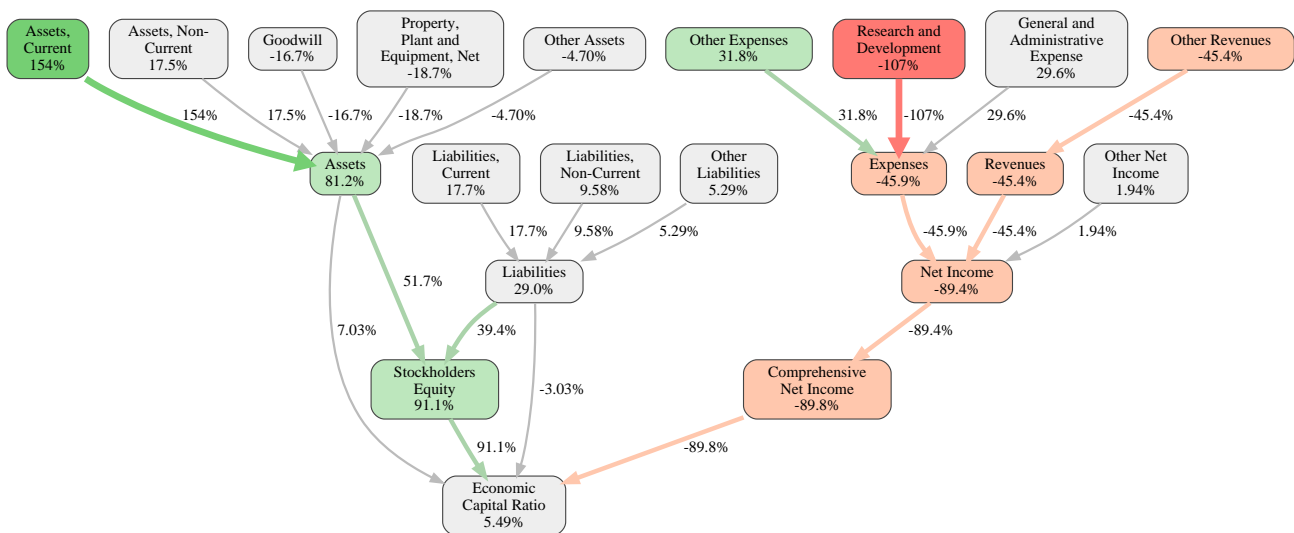 Assets,
Current
154%
Assets, Non-
Current
17.5%
Goodwill
-16.7%
Property,
Plant and
Equipment, Net
-18.7%
Other Assets
-4.70%
Other Expenses
31.8%
Research and
Development
-107%
General and
Administrative
Expense
29.6%
Other Revenues
-45.4%
154%
17.5%
-16.7%
-18.7%
-4.70%
31.8%
-107%
29.6%
-45.4%
Assets
81.2%
Liabilities,
Current
17.7%
Liabilities,
Non-Current
9.58%
Other
Liabilities
5.29%
Expenses
-45.9%
Revenues
-45.4%
Other Net
Income
1.94%
17.7%
9.58%
5.29%
-45.9%
-45.4%
1.94%
51.7%
Liabilities
29.0%
Net Income
-89.4%
7.03%
39.4%
-89.4%
Stockholders
Equity
91.1%
-3.03%
Comprehensive
Net Income
-89.8%
91.1%
-89.8%
Economic
Capital Ratio
5.49%